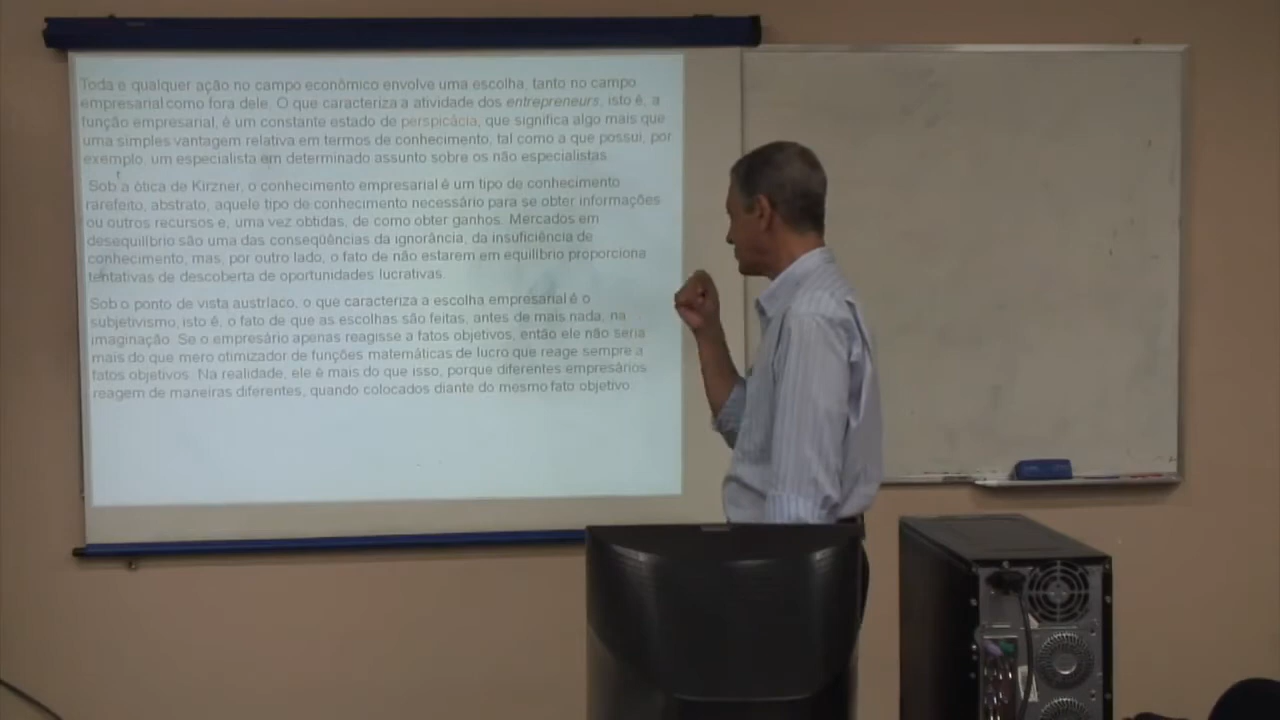 Toda e qualquer ação no campo econômico envolve uma escolha, tanto no campo
empresarial como fora dele. O que caracteriza a atividade dos entrepreneurs, isto é, a
função empresarial, é um constante estado de perspicácia, que significa algo mais que
uma simples vantagem relativa em termos de conhecimento, tal como a que possui, por
exemplo, um especialista em determinado assunto sobre os não especialistas.
Sob a ótica de Kirzner, o conhecimento empresarial é um tipo de conhecimento
rarefeito, abstrato, aquele tipo de conhecimento necessário para se obter informações
ou outros recursos e, uma vez obtidas, de como obter ganhos. Mercados em
desequilíbrio são uma das conseqüências da ignorância, da insuficiência de
conhecimento, mas, por outro lado, o fato de não estarem em equilíbrio proporciona
tentativas de descoberta de oportunidades lucrativas.
Sob o ponto de vista austríaco, o que caracteriza a escolha empresarial é o
subjetivismo, isto é, o fato de que as escolhas são feitas, antes de mais nada, na
imaginação. Se o empresário apenas reagisse a fatos objetivos, então ele não seria
mais do que mero otimizador de funções matemáticas de lucro que reage sempre a
fatos objetivos. Na realidade, ele é mais do que isso, porque diferentes empresários
reagem de maneiras diferentes, quando colocados diante do mesmo fato objetivo